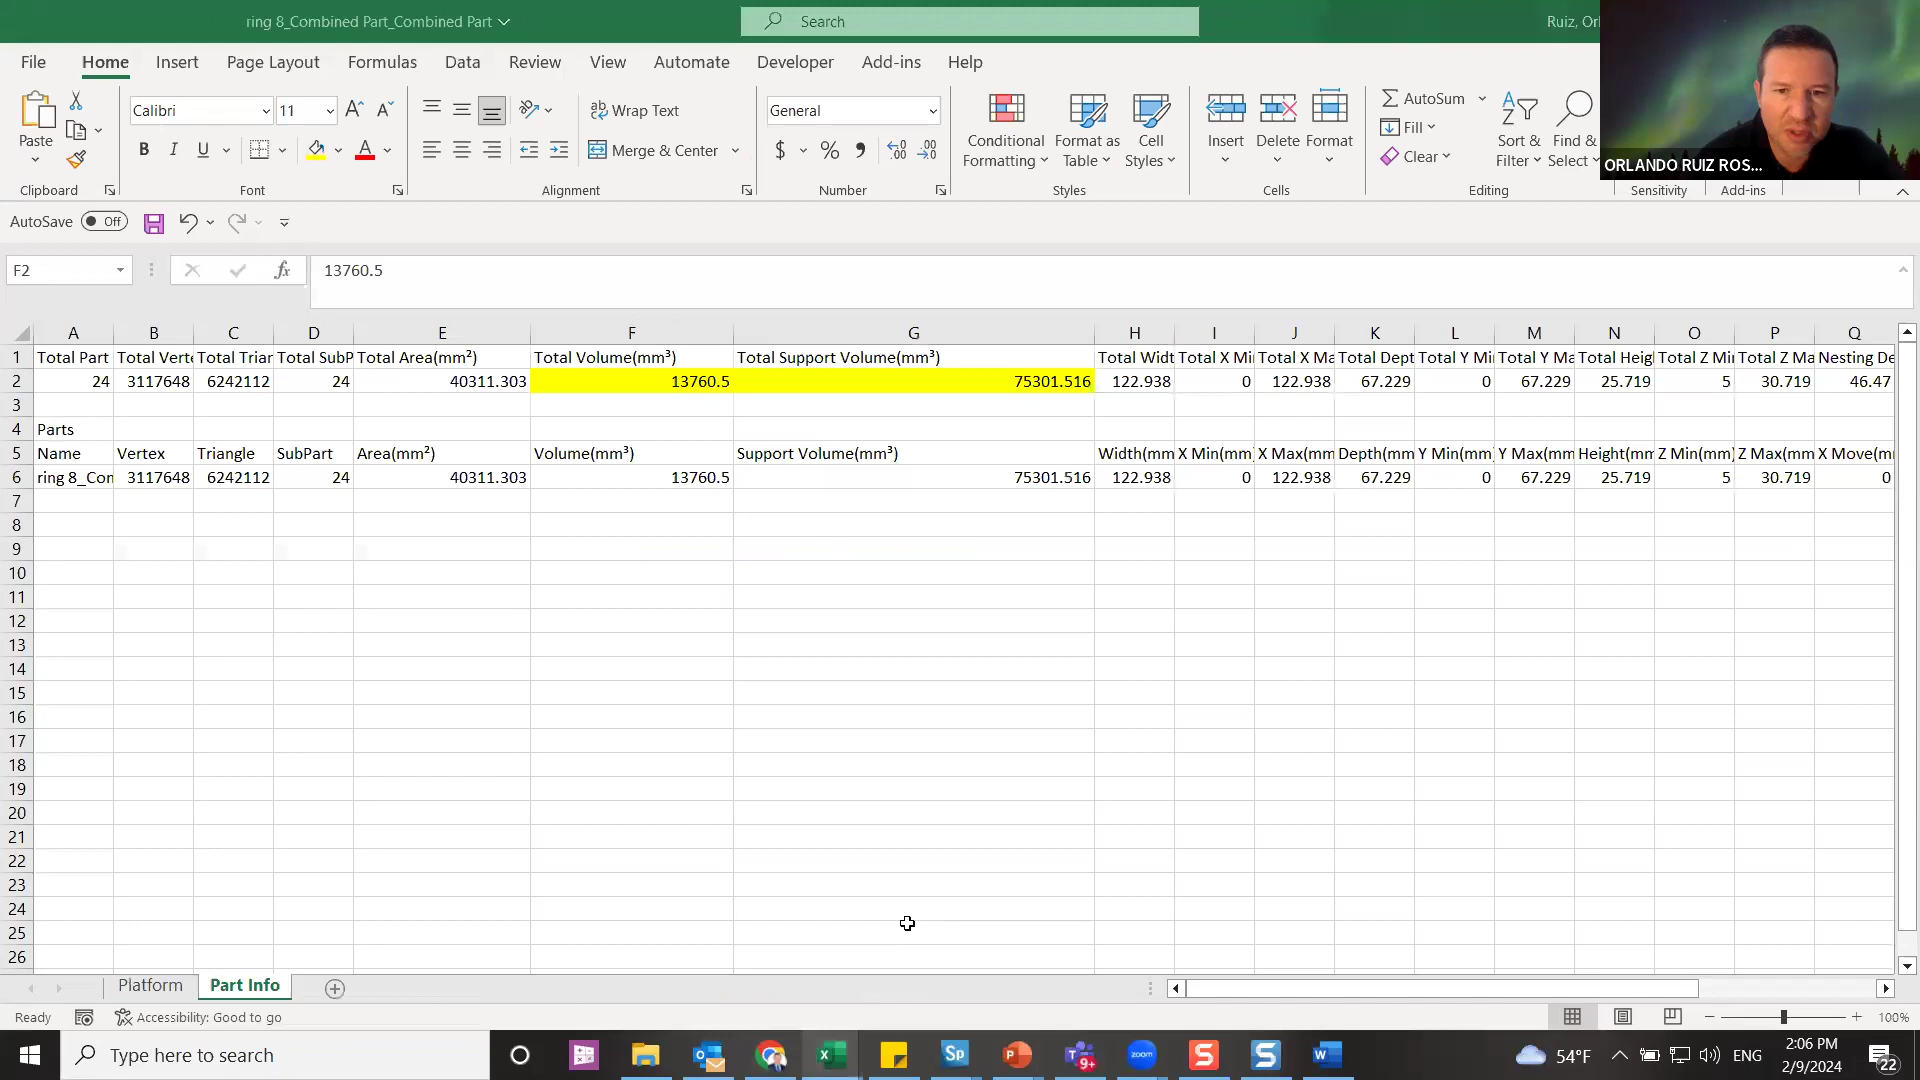 ring 8_Combined Part_Combined Part
Search
Ruiz, Orl
File Home Insert Page Layout Formulas Data Review View Automate Developer Add-ins Help
ORLANDO RUIZ ROS...
Paste
Calibri 11
B I U
Wrap Text
Merge & Center
General
$ %
Conditional Formatting
Format as Table
Cell Styles
Insert Delete Format
AutoSum
Fill
Clear
Sort & Filter
Find & Select
Clipboard Font Alignment Number Styles Cells Editing Sensitivity Add-ins
AutoSave Off
F2 fx 13760.5
A B C D E F G H I J K L M N O P Q
1 Total Part Total Verte Total Trian Total SubP Total Area(mm²) Total Volume(mm³) Total Support Volume(mm³) Total Widt Total X Mi Total X Ma Total Dept Total Y Mi Total Y Ma Total Heig Total Z Mi Total Z Ma Nesting De
2 24 3117648 6242112 24 40311.303 13760.5 75301.516 122.938 0 122.938 67.229 0 67.229 25.719 5 30.719 46.47
3
4 Parts
5 Name Vertex Triangle SubPart Area(mm²) Volume(mm³) Support Volume(mm³) Width(mm X Min(mm) X Max(mm Depth(mm Y Min(mm) Y Max(mm Height(mm Z Min(mm) Z Max(mm X Move(m
6 ring 8_Com 3117648 6242112 24 40311.303 13760.5 75301.516 122.938 0 122.938 67.229 0 67.229 25.719 5 30.719 0
7
8
9
10
11
12
13
14
15
16
17
18
19
20
21
22
23
24
25
26
Platform Part Info
Ready Accessibility: Good to go 100%
Type here to search
Sp
9+
zoom
54°F
ENG
2:06 PM
2/9/2024
22